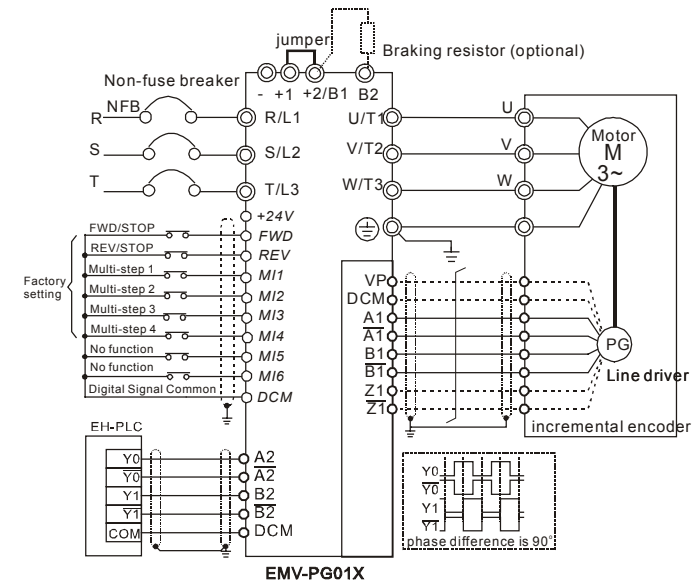 jumper
Braking resistor (optional)
Non-fuse breaker
- +1 +2/B1 B2
NFB
R R/L1 U/T1 U
S S/L2 V/T2 V
T T/L3 W/T3 W
Motor
M
3~
+24V
FWD/STOP FWD
REV/STOP REV
Multi-step 1 MI1
Multi-step 2 MI2
Multi-step 3 MI3
Multi-step 4 MI4
No function MI5
No function MI6
Digital Signal Common DCM
Factory
setting
VP
DCM
A1
A1
B1
B1
Z1
Z1
PG
Line driver
incremental encoder
EH-PLC
Y0 A2
Y0 A2
Y1 B2
Y1 B2
COM DCM
Y0
Y0
Y1
Y1
phase difference is 90°
EMV-PG01X